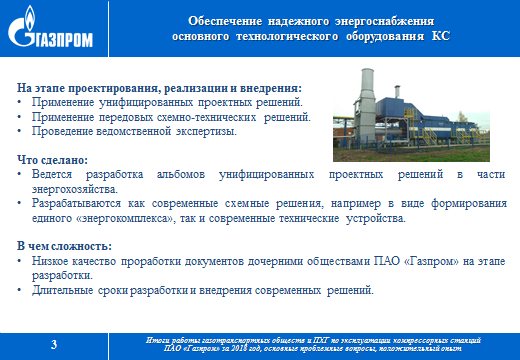 ГАЗПРОМ
Обеспечение надежного энергоснабжения
основного технологического оборудования КС
На этапе проектирования, реализации и внедрения:
• Применение унифицированных проектных решений.
• Применение передовых схемно-технических решений.
• Проведение ведомственной экспертизы.
Что сделано:
• Ведется разработка альбомов унифицированных проектных решений в части
энергохозяйства.
• Разрабатываются как современные схемные решения, например в виде формирования
единого «энергокомплекса», так и современные технические устройства.
В чем сложность:
• Низкое качество проработки документов дочерними обществами ПАО «Газпром» на этапе
разработки.
• Длительные сроки разработки и внедрения современных решений.
3
Итоги работы газотранспортных обществ и ПХГ по эксплуатации компрессорных станций
ПАО «Газпром» за 2018 год, основные проблемные вопросы, положительный опыт